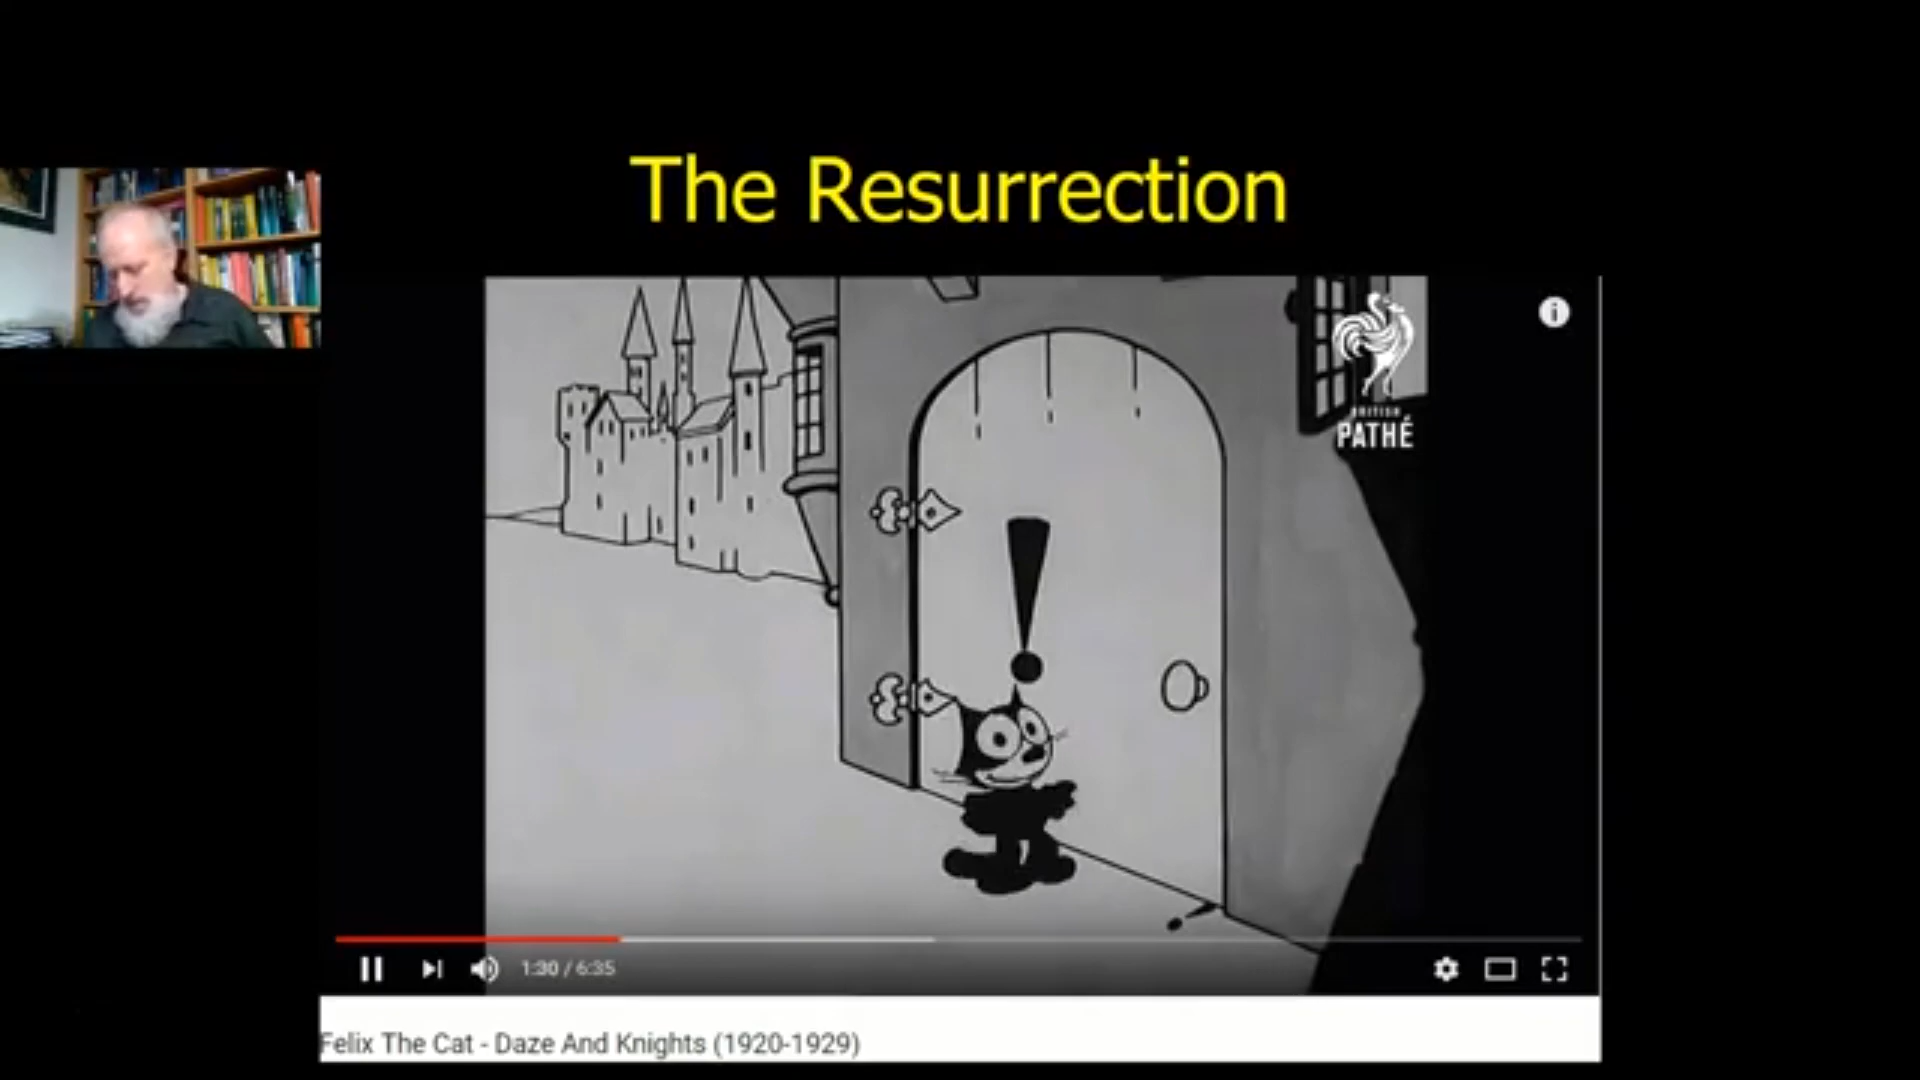 The Resurrection
i
BRITISH
PATHÉ
!
1:30 / 6:35
Felix The Cat - Daze And Knights (1920-1929)